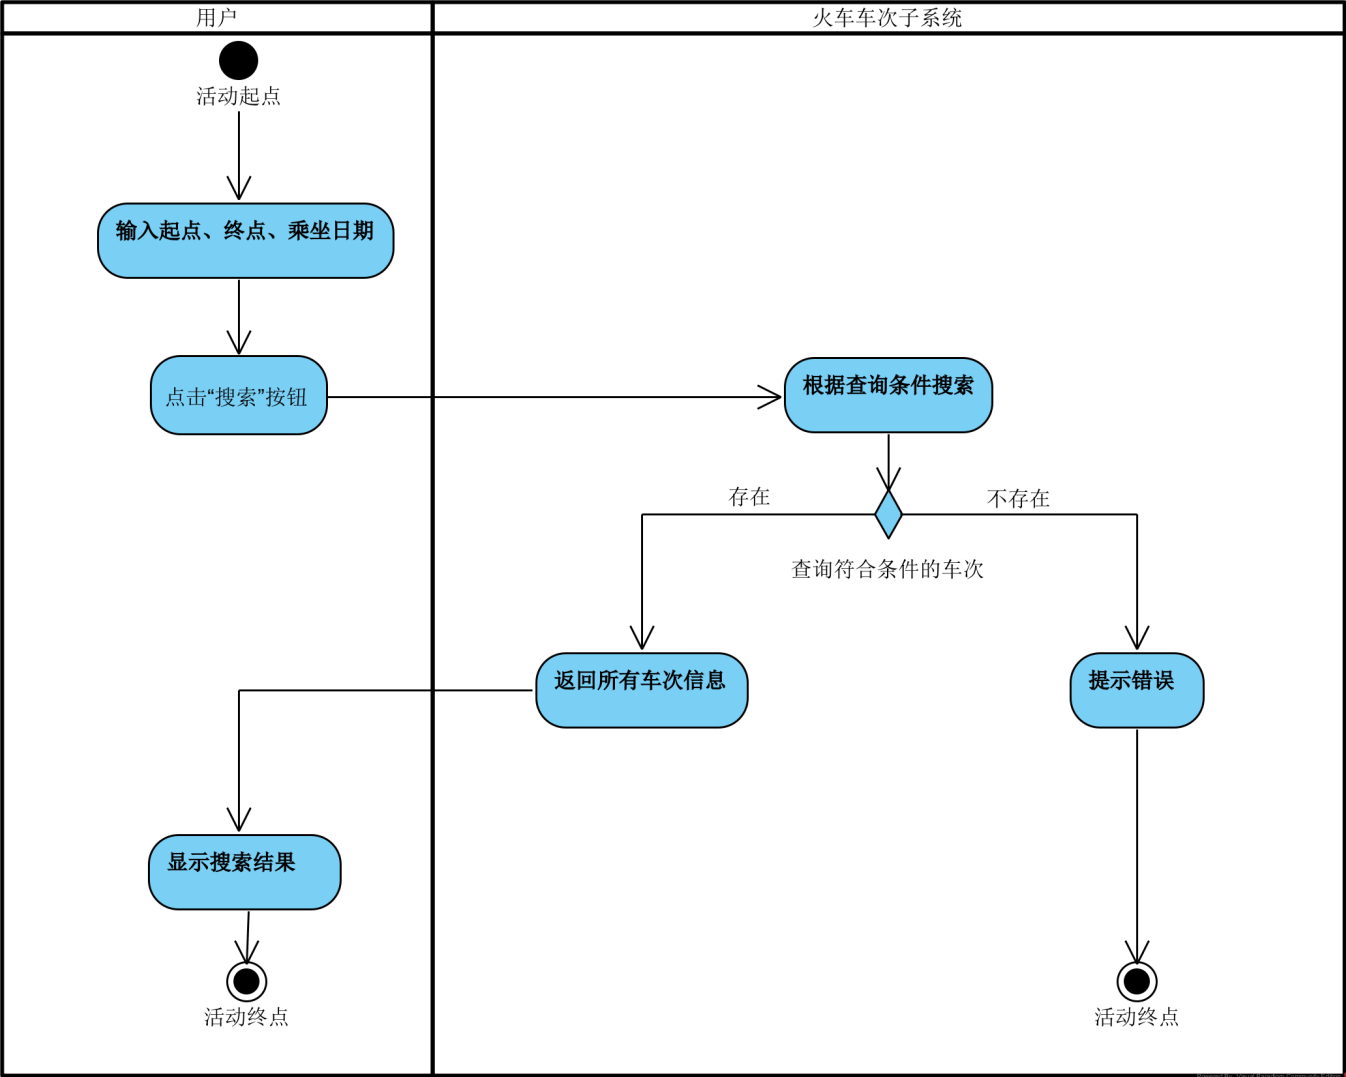 用户
火车车次子系统
活动起点
输入起点、终点、乘坐日期
点击“搜索”按钮
根据查询条件搜索
存在
不存在
查询符合条件的车次
返回所有车次信息
提示错误
显示搜索结果
活动终点
活动终点